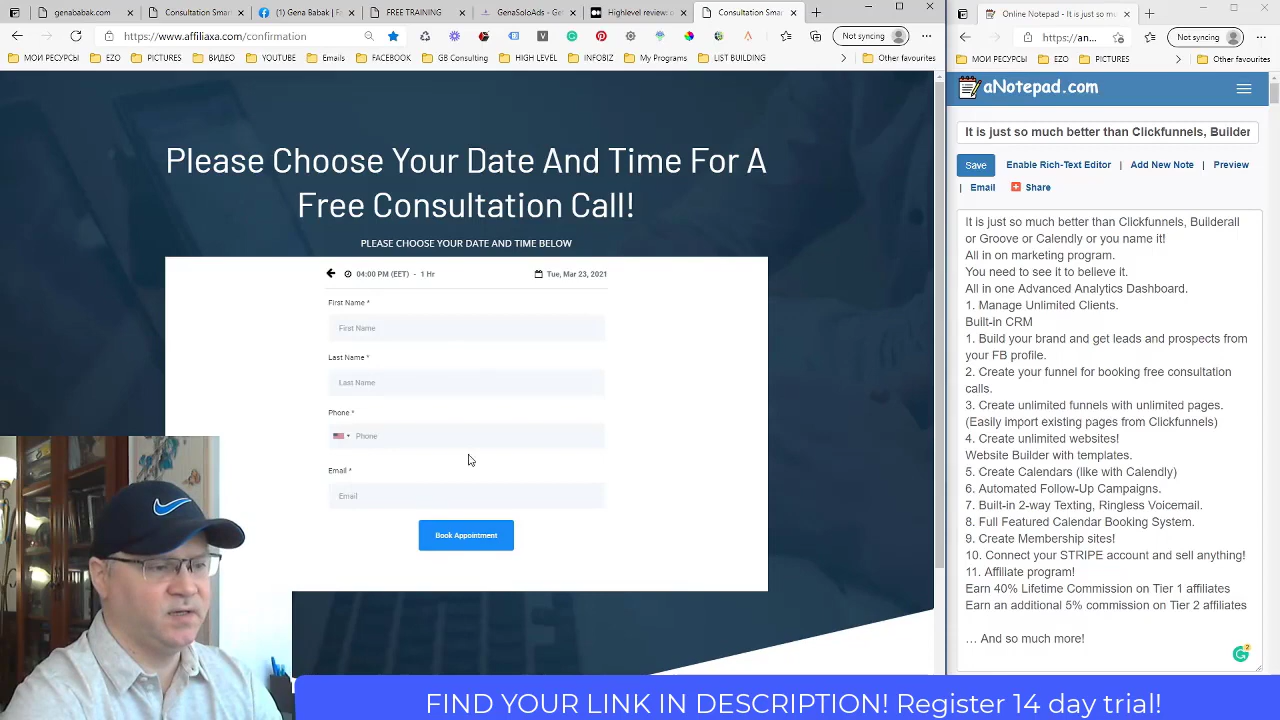 genababak.com
Consultation Smar
Gena Babak | F
FREE TRAINING
GenaSoloAds - Ge
Highlevel review:
Consultation Smar
https://www.affiliaxa.com/confirmation
Not syncing
МОИ РЕСУРСЫ
EZO
PICTURES
ВИДЕО
YOUTUBE
Email
FACEBOOK
GB Consulting
HIGH LEVEL
INFOBIZ
My Programs
LIST BUILDING
Other favourites
Please Choose Your Date And Time For A
Free Consultation Call!
PLEASE CHOOSE YOUR DATE AND TIME BELOW
04:00 PM (EET) - 1 Hr
Tue, Mar 23, 2021
First Name *
First Name
Last Name *
Last Name
Phone *
Phone
Email *
Email
Book Appointment
Online Notepad - It is just so mu
https://an...
Not syncing
МОИ РЕСУРСЫ
EZO
PICTURES
Other favourites
aNotepad.com
It is just so much better than Clickfunnels, Builder
Save
Enable Rich-Text Editor | Add New Note | Preview
| Email Share
It is just so much better than Clickfunnels, Builderall
or Groove or Calendly or you name it!
All in on marketing program.
You need to see it to believe it.
All in one Advanced Analytics Dashboard.
1. Manage Unlimited Clients.
Built-in CRM
1. Build your brand and get leads and prospects from
your FB profile.
2. Create your funnel for booking free consultation
calls.
3. Create unlimited funnels with unlimited pages.
(Easily import existing pages from Clickfunnels)
4. Create unlimited websites!
Website Builder with templates.
5. Create Calendars (like with Calendly)
6. Automated Follow-Up Campaigns.
7. Built-in 2-way Texting, Ringless Voicemail.
8. Full Featured Calendar Booking System.
9. Create Membership sites!
10. Connect your STRIPE account and sell anything!
11. Affiliate program!
Earn 40% Lifetime Commission on Tier 1 affiliates
Earn an additional 5% commission on Tier 2 affiliates
… And so much more!
2
FIND YOUR LINK IN DESCRIPTION! Register 14 day trial!